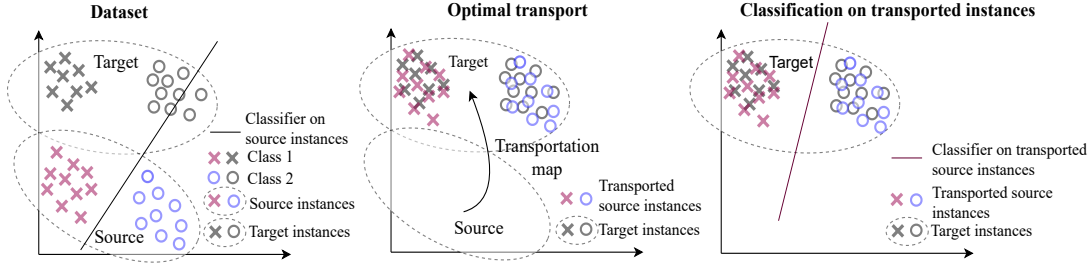 Dataset
Target
Classifier on
source instances
Class 1
Class 2
Source instances
Target instances
Source
Optimal transport
Target
Transportation
map
Transported
source instances
Source
Target instances
Classification on transported instances
Target
Classifier on transported
source instances
Transported source
instances
Target instances